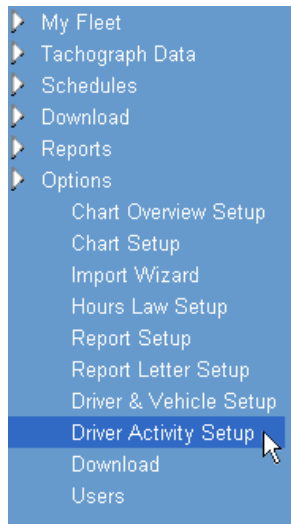 My Fleet
Tachograph Data
Schedules
Download
Reports
Options
Chart Overview Setup
Chart Setup
Import Wizard
Hours Law Setup
Report Setup
Report Letter Setup
Driver & Vehicle Setup
Driver Activity Setup
Download
Users